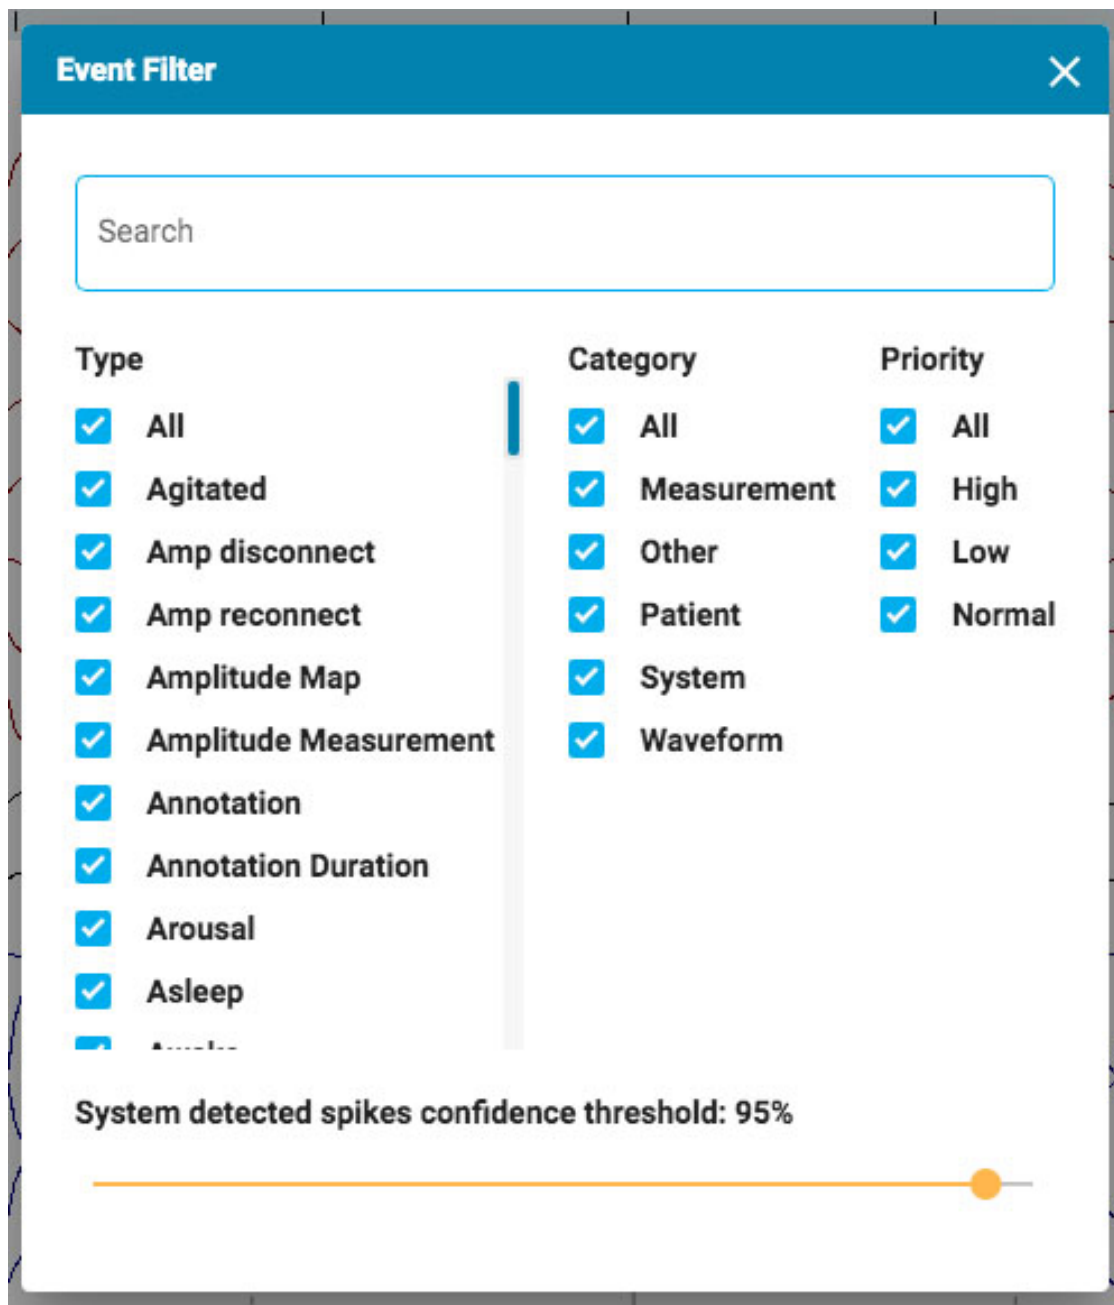 Event Filter
Search
Type
All
Agitated
Amp disconnect
Amp reconnect
Amplitude Map
Amplitude Measurement
Annotation
Annotation Duration
Arousal
Asleep
Category
All
Measurement
Other
Patient
System
Waveform
Priority
All
High
Low
Normal
System detected spikes confidence threshold: 95%